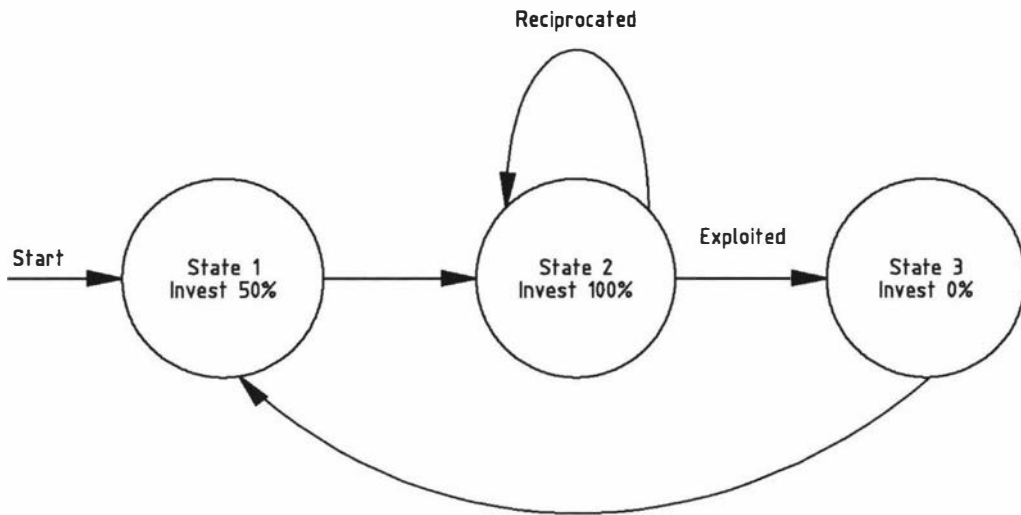 Reciprocated
Start
State 1
Invest 50%
State 2
Invest 100%
Exploited
State 3
Invest 0%